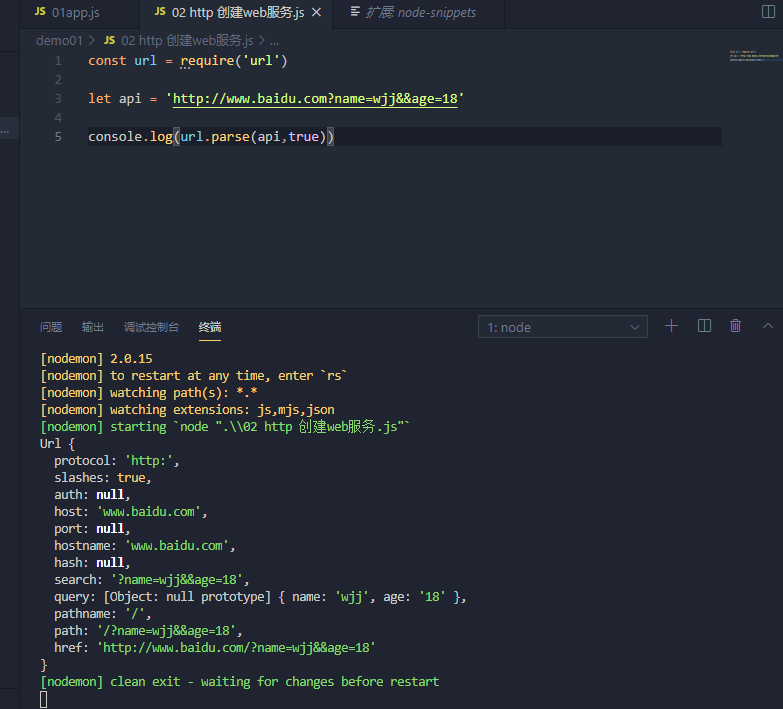 JS 01app.js JS 02 http 创建web服务.js × 扩展: node-snippets
demo01 > JS 02 http 创建web服务.js > ...
1 const url = require('url')
2
3 let api = 'http://www.baidu.com?name=wjj&&age=18'
4
5 console.log(url.parse(api,true))
...
问题 输出 调试控制台 终端 1: node
[nodemon] 2.0.15
[nodemon] to restart at any time, enter `rs`
[nodemon] watching path(s): *.*
[nodemon] watching extensions: js,mjs,json
[nodemon] starting `node ".\\02 http 创建web服务.js"`
Url {
protocol: 'http:',
slashes: true,
auth: null,
host: 'www.baidu.com',
port: null,
hostname: 'www.baidu.com',
hash: null,
search: '?name=wjj&&age=18',
query: [Object: null prototype] { name: 'wjj', age: '18' },
pathname: '/',
path: '/?name=wjj&&age=18',
href: 'http://www.baidu.com/?name=wjj&&age=18'
}
[nodemon] clean exit - waiting for changes before restart